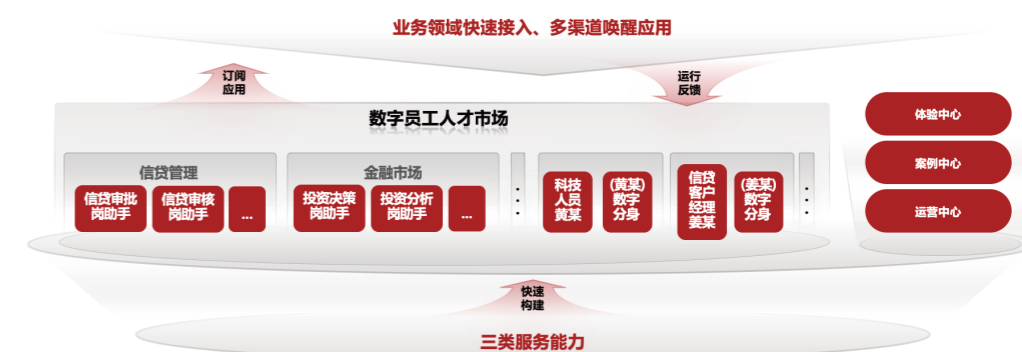 业务领域快速接入、多渠道唤醒应用
订阅
应用
运行
反馈
数字员工人才市场
信贷管理
信贷审批
岗助手
信贷审核
岗助手
...
金融市场
投资决策
岗助手
投资分析
岗助手
...
...
科技
人员
黄某
(黄某)
数字
分身
信贷
客户
经理
姜某
(姜某)
数字
分身
...
体验中心
案例中心
运营中心
快速
构建
三类服务能力